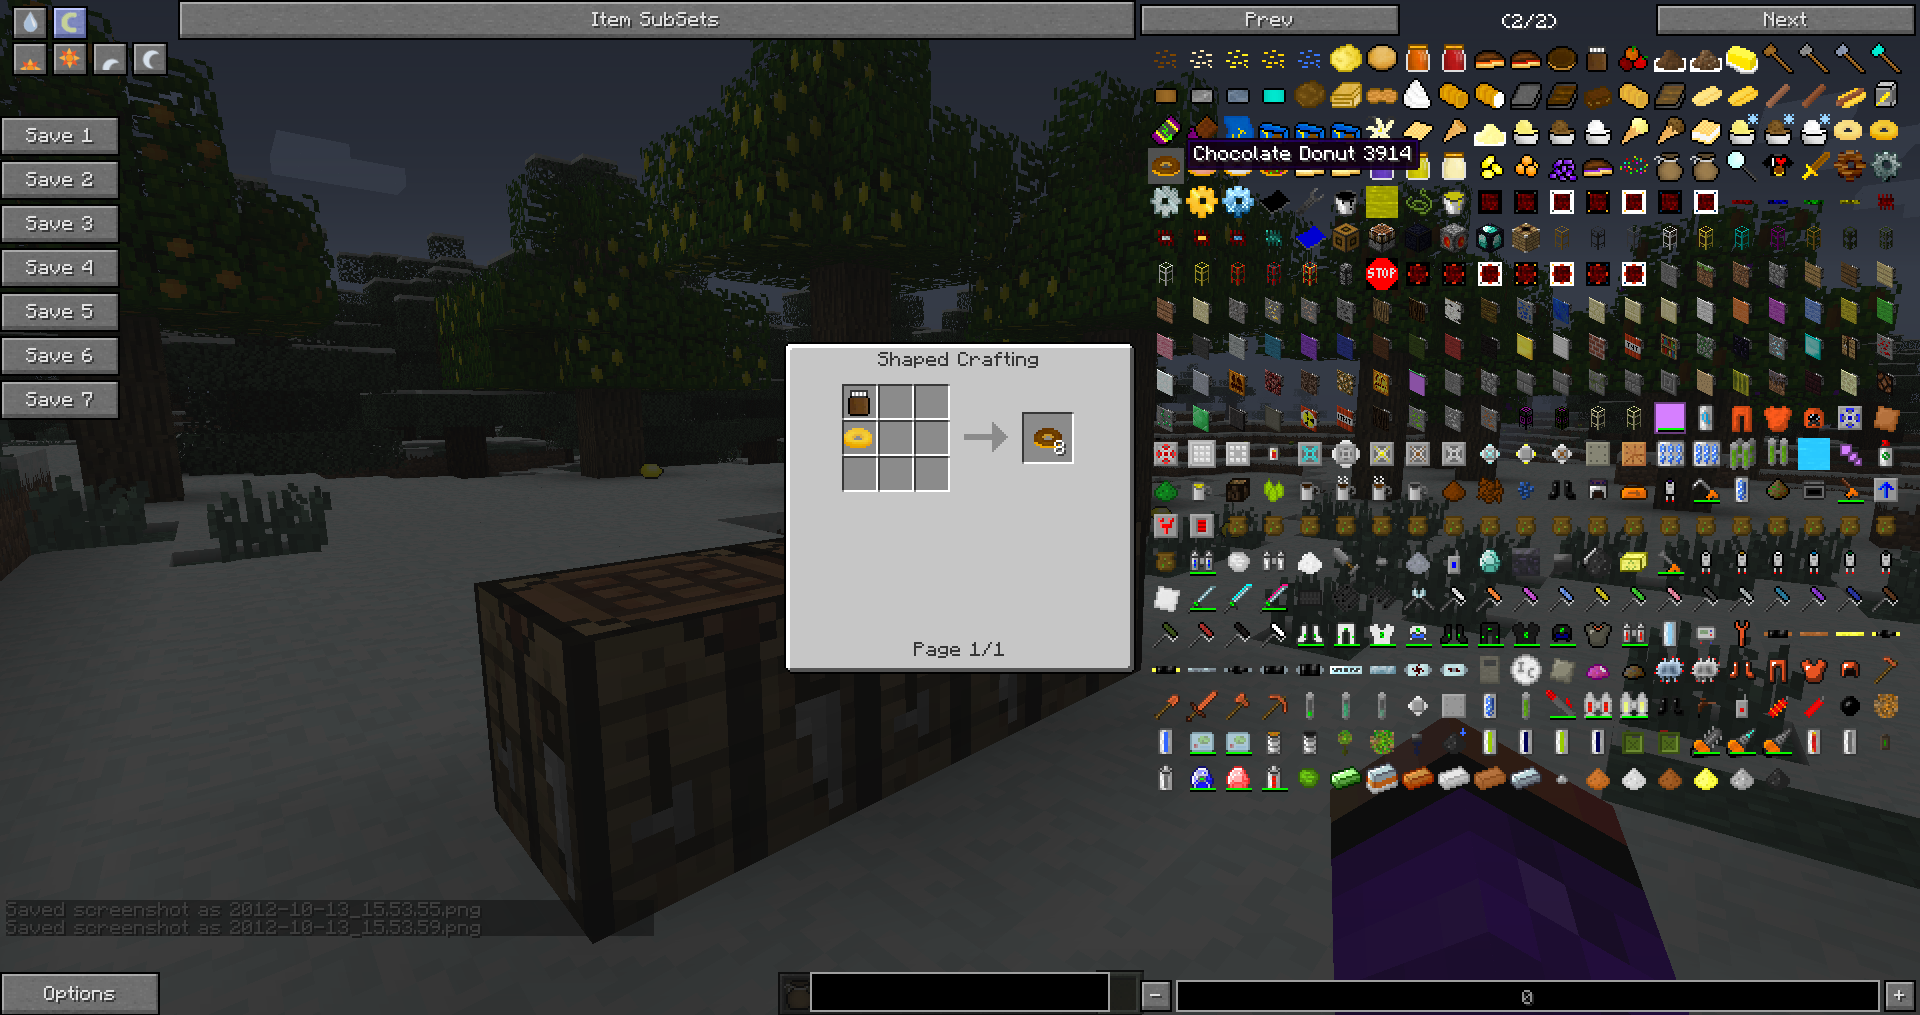 Item SubSets
Prev
(2/2)
Next
Save 1
Save 2
Save 3
Save 4
Save 5
Save 6
Save 7
Chocolate Donut 3914
STOP
Shaped Crafting
8
Page 1/1
Saved screenshot as 2012-10-13_15.53.55.png
Saved screenshot as 2012-10-13_15.53.59.png
Options
-
0
+